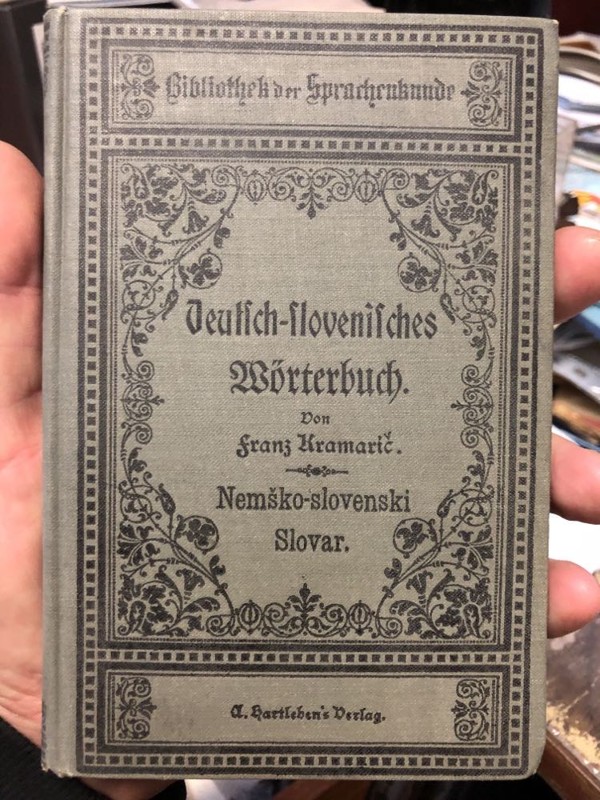 Bibliothek der Sprachenkunde
Deutsch-slovenisches
Wörterbuch.
Von
Franz Kramarič.
Nemško-slovenski
Slovar.
A. Hartleben's Verlag.